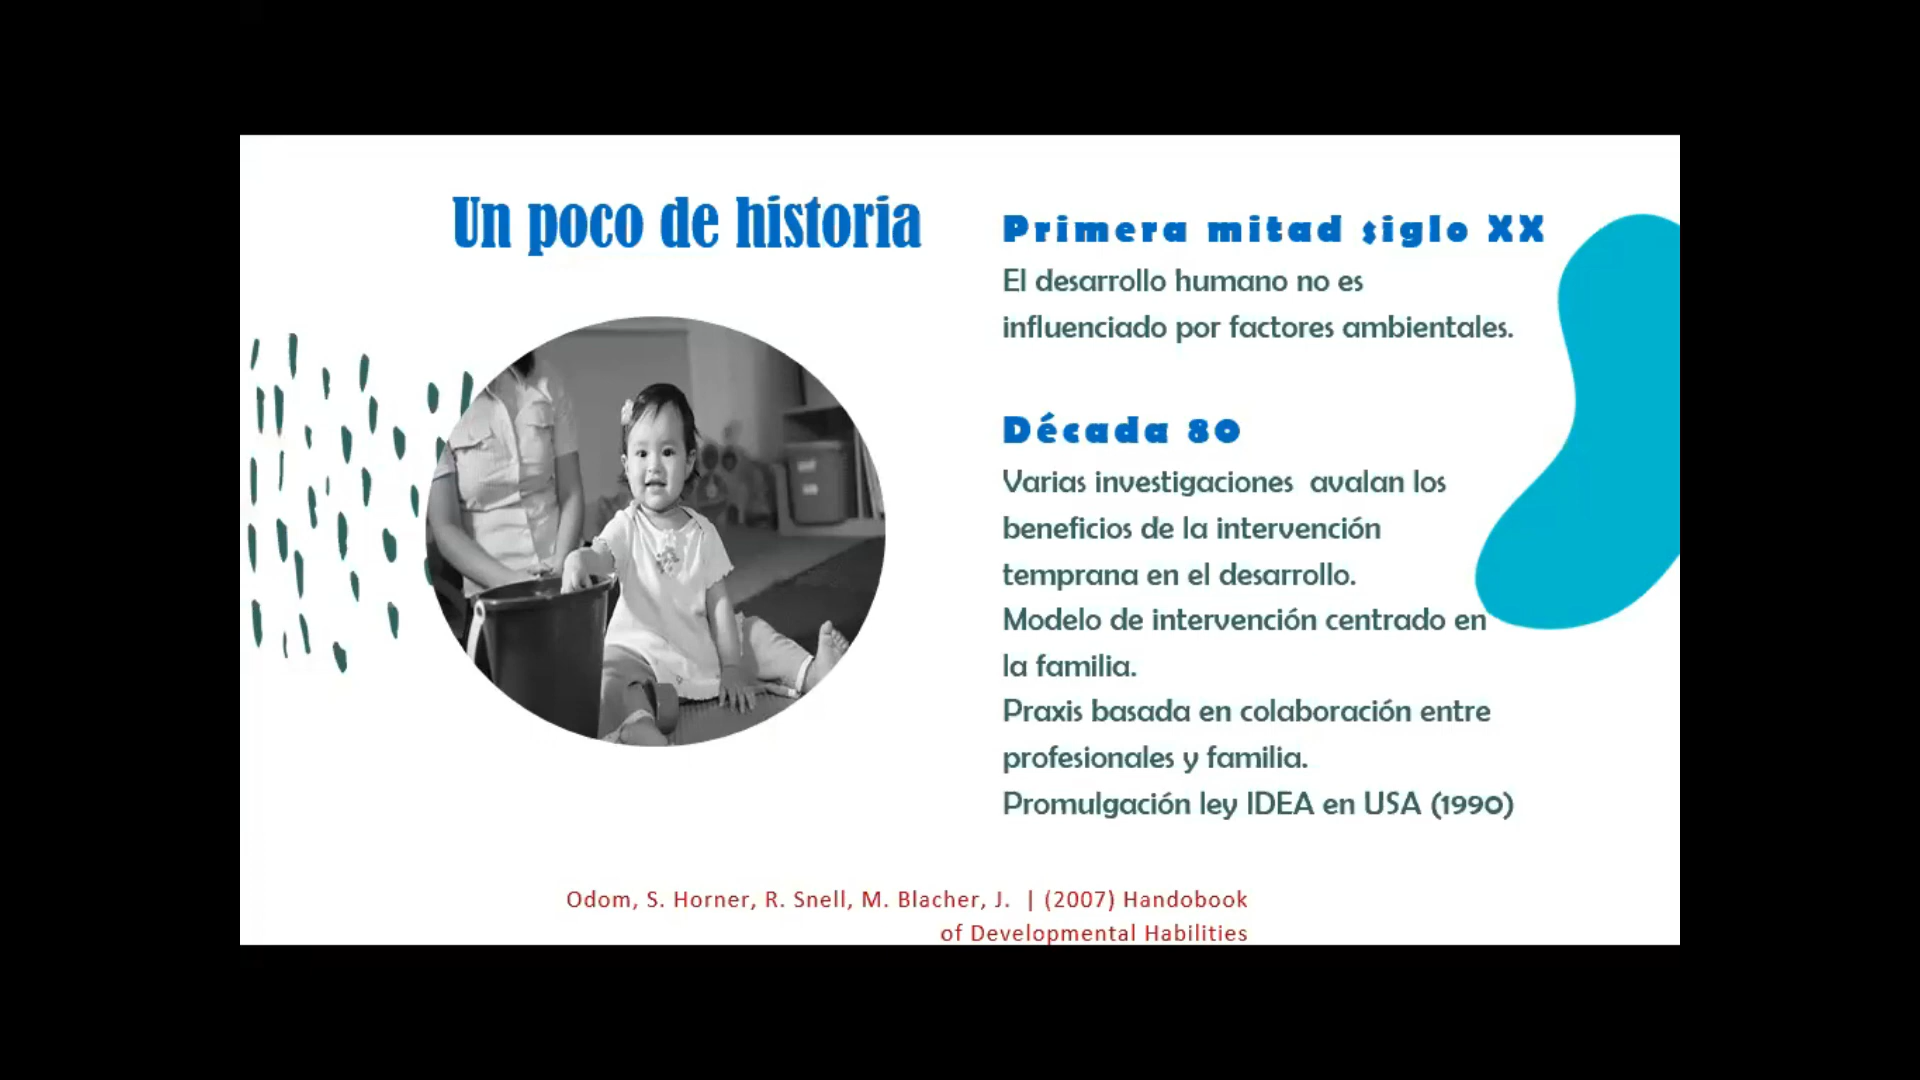 Un poco de historia
Primera mitad siglo XX
El desarrollo humano no es
influenciado por factores ambientales.
Década 80
Varias investigaciones  avalan los
beneficios de la intervención
temprana en el desarrollo.
Modelo de intervención centrado en
la familia.
Praxis basada en colaboración entre
profesionales y familia.
Promulgación ley IDEA en USA (1990)
Odom, S. Horner, R. Snell, M. Blacher, J.  | (2007) Handobook
of Developmental Habilities